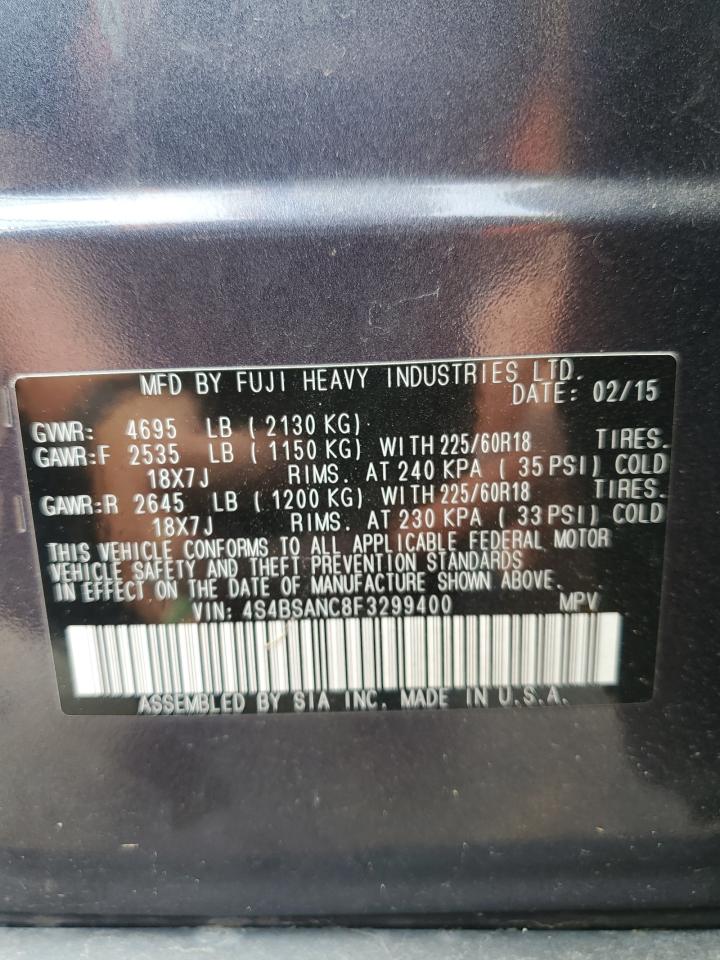 MFD BY FUJI HEAVY INDUSTRIES LTD.
DATE: 02/15
GVWR: 4695 LB ( 2130 KG)
GAWR:F 2535 LB ( 1150 KG) WITH 225/60R18 TIRES.
18X7J RIMS. AT 240 KPA ( 35 PSI) COLD
GAWR:R 2645 LB ( 1200 KG) WITH 225/60R18 TIRES.
18X7J RIMS. AT 230 KPA ( 33 PSI) COLD
THIS VEHICLE CONFORMS TO ALL APPLICABLE FEDERAL MOTOR
VEHICLE SAFETY AND THEFT PREVENTION STANDARDS
IN EFFECT ON THE DATE OF MANUFACTURE SHOWN ABOVE.
VIN: 4S4BSANC8F3299400 MPV
ASSEMBLED BY SIA INC. MADE IN U.S.A.